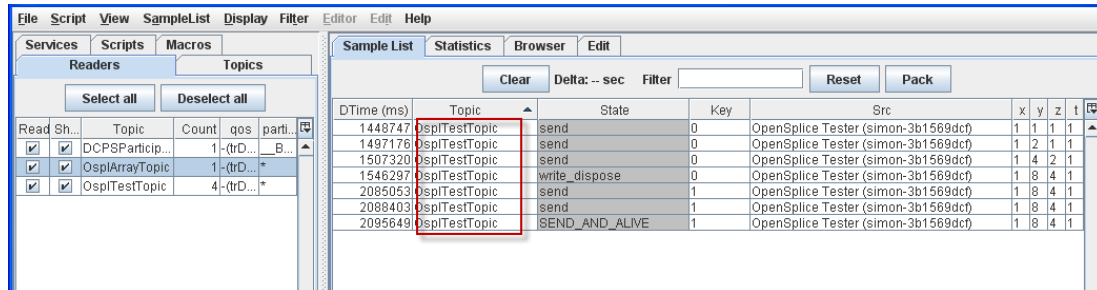 File Script View SampleList Display Filter Editor Edit Help
Services Scripts Macros
Readers Topics
Select all Deselect all
Read Sh... Topic Count qos parti...
DCPSParticip... 1 -(trD... __B...
OsplArrayTopic 1 -(trD... *
OsplTestTopic 4 -(trD... *
Sample List Statistics Browser Edit
Clear Delta: -- sec Filter Reset Pack
DTime (ms) Topic State Key Src x y z t
1448747 OsplTestTopic send 0 OpenSplice Tester (simon-3b1569dcf) 1 1 1 1
1497176 OsplTestTopic send 0 OpenSplice Tester (simon-3b1569dcf) 1 2 1 1
1507320 OsplTestTopic send 0 OpenSplice Tester (simon-3b1569dcf) 1 4 2 1
1546297 OsplTestTopic write_dispose 0 OpenSplice Tester (simon-3b1569dcf) 1 8 4 1
2085053 OsplTestTopic send 1 OpenSplice Tester (simon-3b1569dcf) 1 8 4 1
2088403 OsplTestTopic send 1 OpenSplice Tester (simon-3b1569dcf) 1 8 4 1
2095649 OsplTestTopic SEND_AND_ALIVE 1 OpenSplice Tester (simon-3b1569dcf) 1 8 4 1